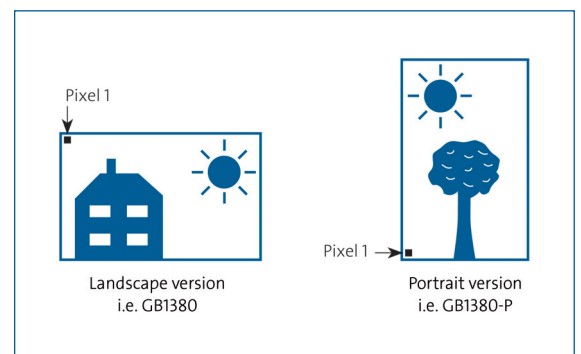 Pixel 1
Landscape version
i.e. GB1380
Pixel 1
Portrait version
i.e. GB1380-P